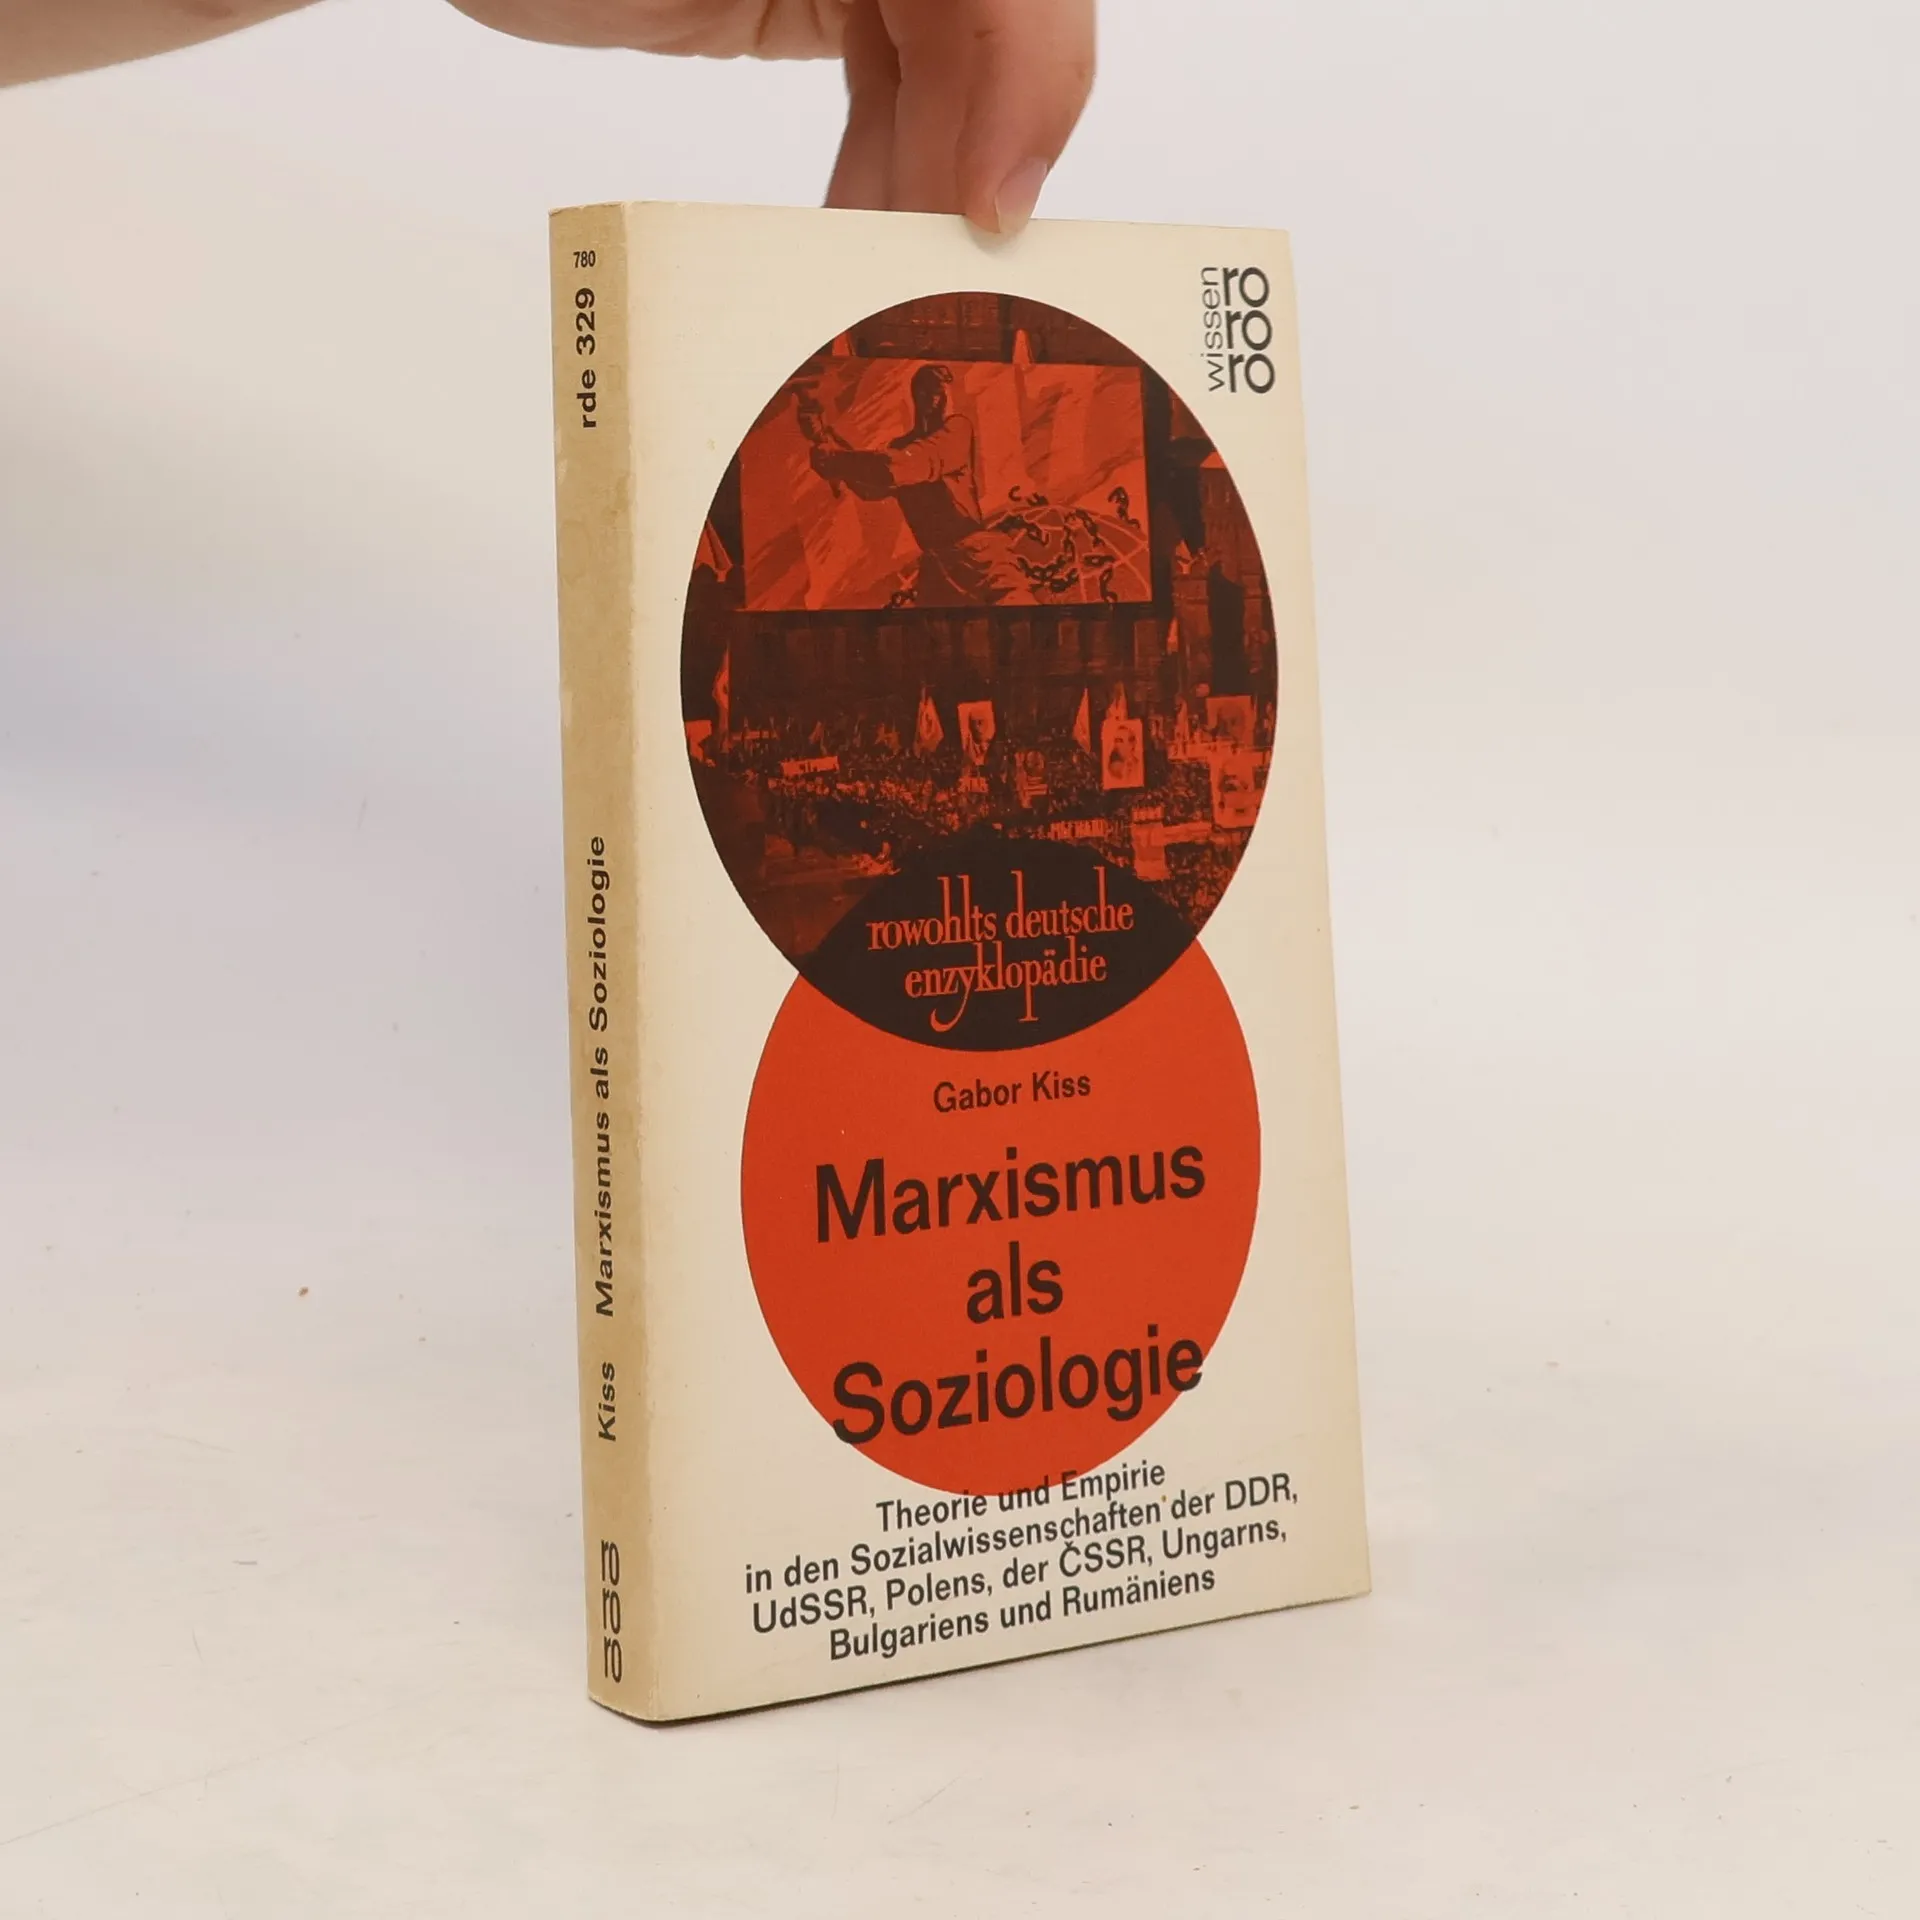 780
rde 329
Kiss Marxismus als Soziologie
ro
ro
ro
wissen
ro
ro
ro
rowohlts deutsche
enzyklopädie
Gabor Kiss
Marxismus
als
Soziologie
Theorie und Empirie
in den Sozialwissenschaften der DDR,
UdSSR, Polens, der ČSSR, Ungarns,
Bulgariens und Rumäniens